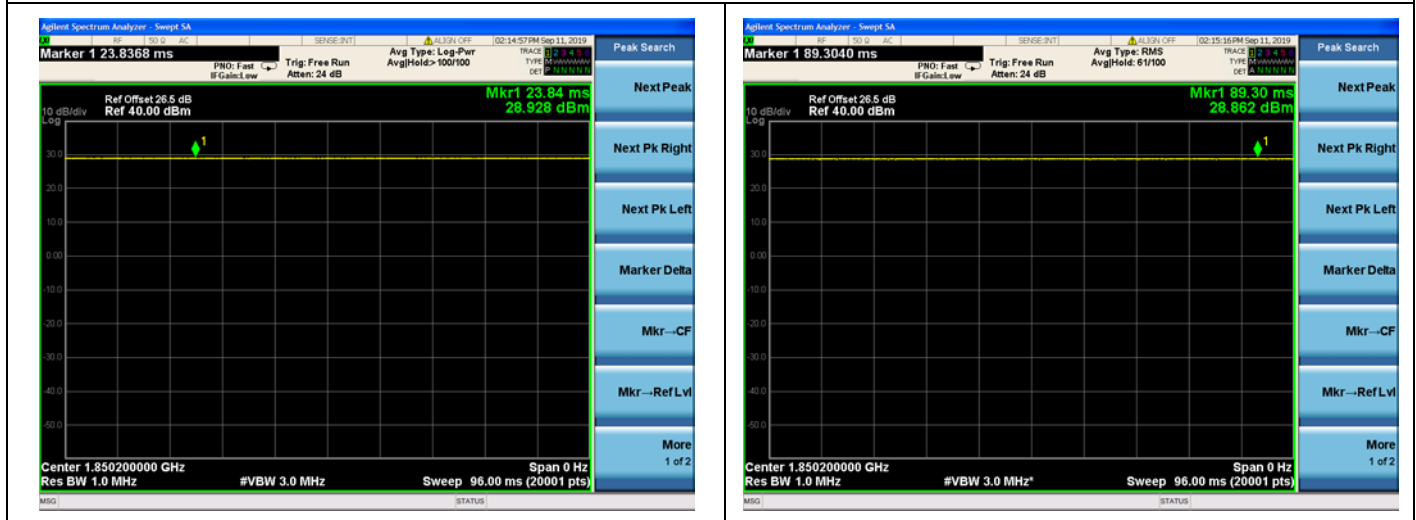 Agilent Spectrum Analyzer - Swept SA
RF 50 Ω AC SENSE:INT ALIGN OFF 02:14:57 PM Sep 11, 2019
Marker 1 23.8368 ms
PNO: Fast
IFGain:Low
Trig: Free Run
Atten: 24 dB
Avg Type: Log-Pwr
Avg|Hold:>100/100
TRACE 1 2 3 4 5 6
TYPE M
DET P N N N N N
Ref Offset 26.5 dB
10 dB/div Ref 40.00 dBm
Log
Mkr1 23.84 ms
28.928 dBm
1
30.0
20.0
10.0
0.00
-10.0
-20.0
-30.0
-40.0
-50.0
Center 1.850200000 GHz Span 0 Hz
Res BW 1.0 MHz #VBW 3.0 MHz Sweep 96.00 ms (20001 pts)
MSG STATUS
Peak Search
Next Peak
Next Pk Right
Next Pk Left
Marker Delta
Mkr→CF
Mkr→Ref Lvl
More
1 of 2
Agilent Spectrum Analyzer - Swept SA
RF 50 Ω AC SENSE:INT ALIGN OFF 02:15:16 PM Sep 11, 2019
Marker 1 89.3040 ms
PNO: Fast
IFGain:Low
Trig: Free Run
Atten: 24 dB
Avg Type: RMS
Avg|Hold: 61/100
TRACE 1 2 3 4 5 6
TYPE M
DET A N N N N N
Ref Offset 26.5 dB
10 dB/div Ref 40.00 dBm
Log
Mkr1 89.30 ms
28.862 dBm
1
30.0
20.0
10.0
0.00
-10.0
-20.0
-30.0
-40.0
-50.0
Center 1.850200000 GHz Span 0 Hz
Res BW 1.0 MHz #VBW 3.0 MHz* Sweep 96.00 ms (20001 pts)
MSG STATUS
Peak Search
Next Peak
Next Pk Right
Next Pk Left
Marker Delta
Mkr→CF
Mkr→Ref Lvl
More
1 of 2